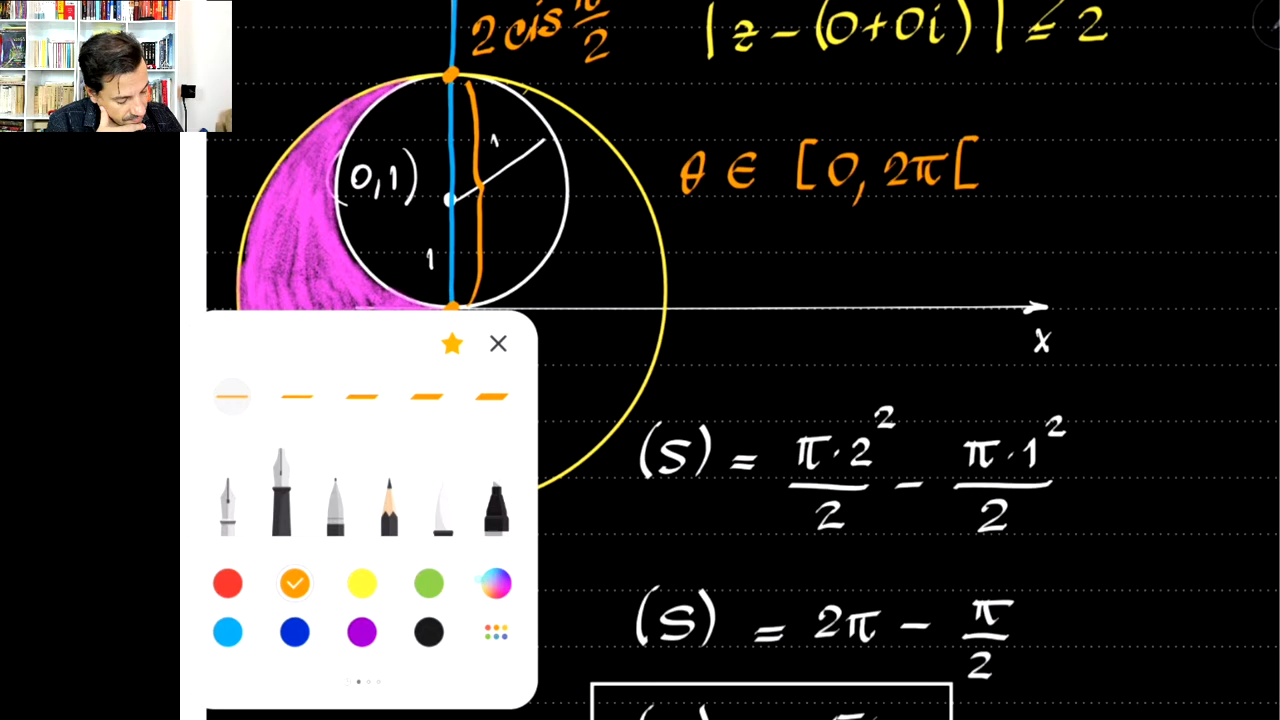 2 cis π/2
|z - (0+0i)| ≤ 2
1
(0,1)
θ ∈ [0, 2π[
1
x
(S) = π·2²/2 - π·1²/2
(S) = 2π - π/2